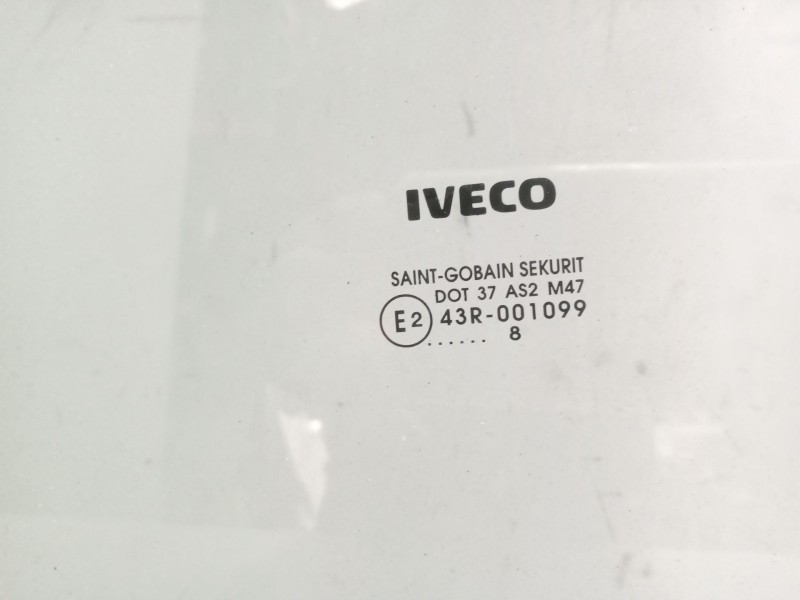 IVECO
SAINT-GOBAIN SEKURIT
DOT 37 AS2 M47
E2 43R-001099
...... 8